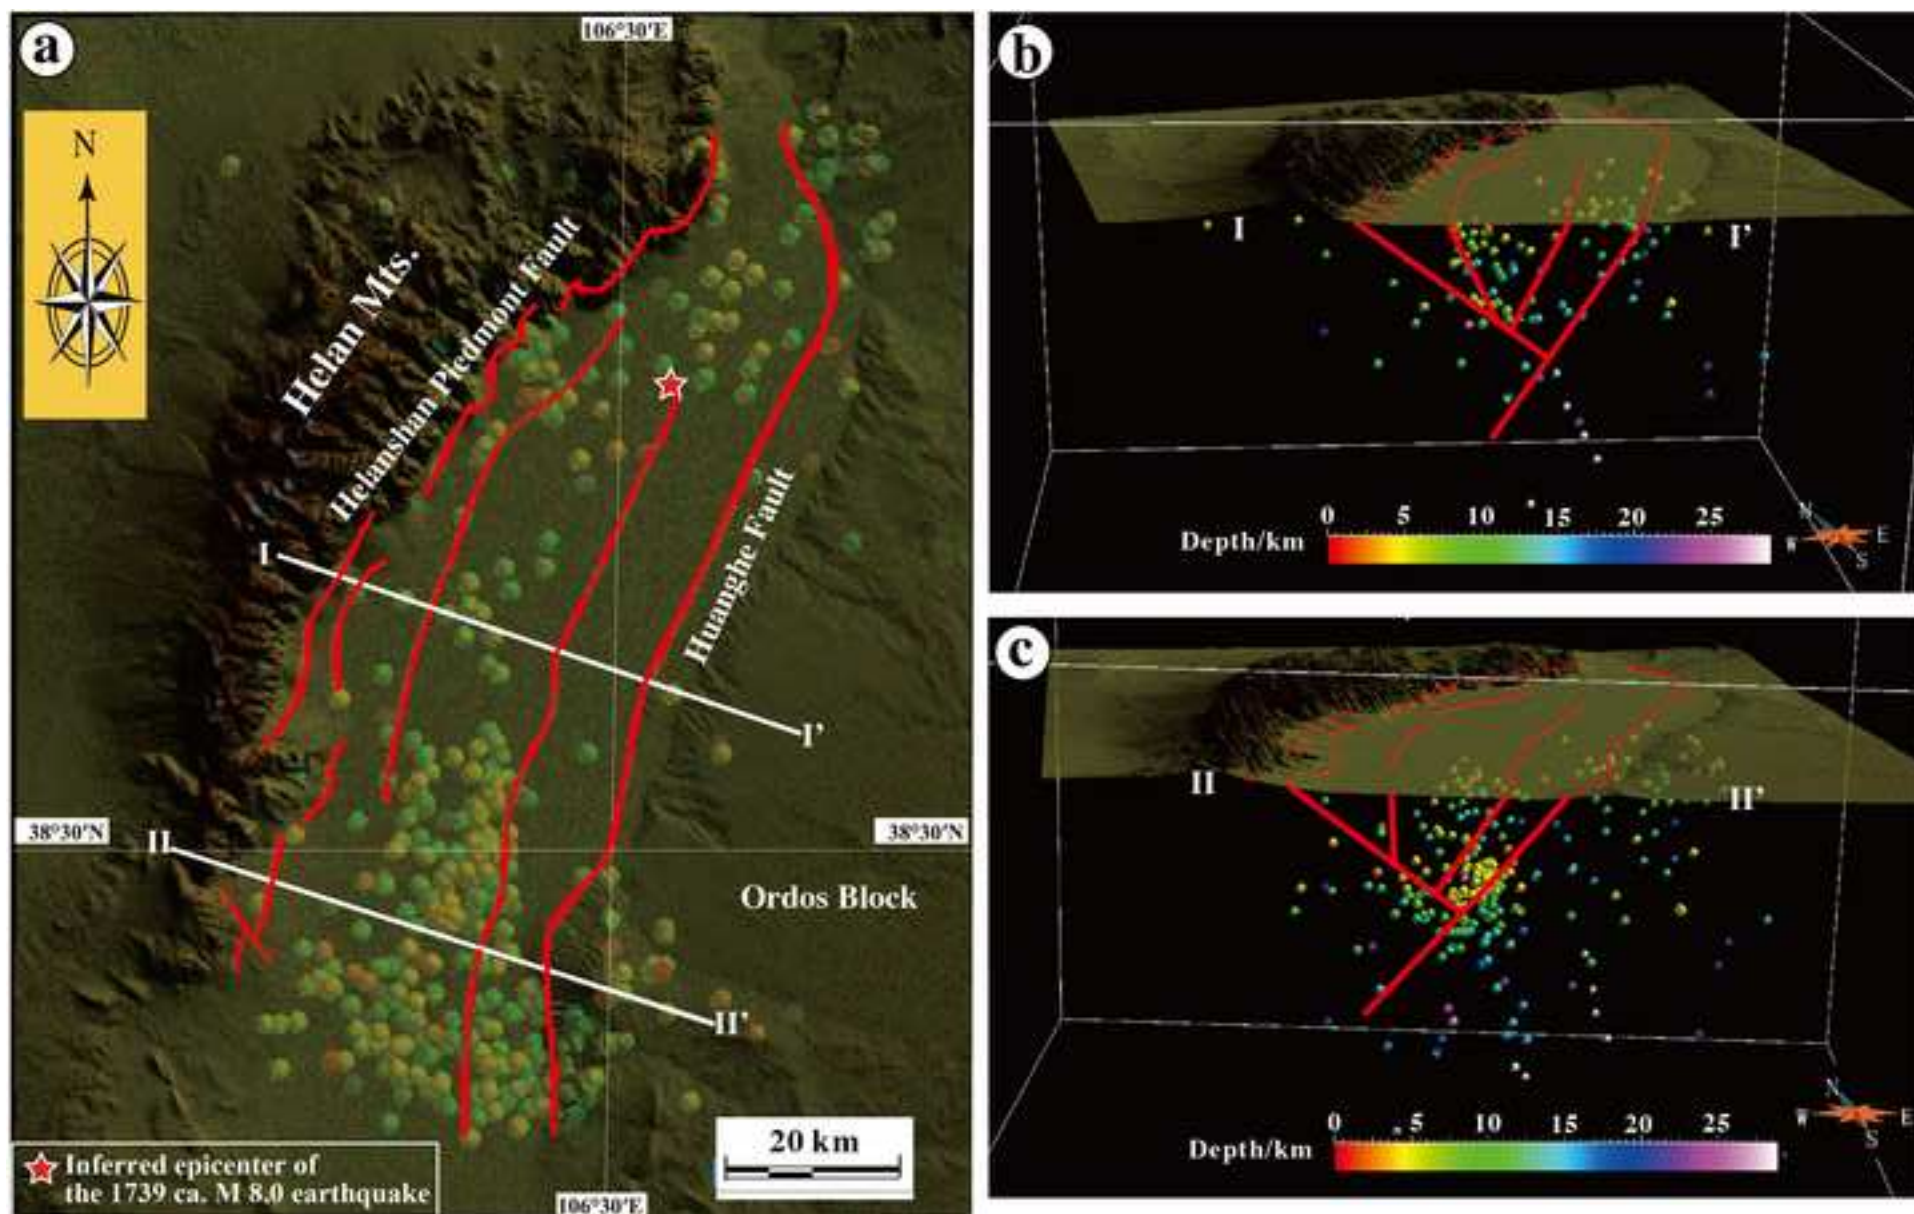 a
106°30′E
N
Helan Mts.
Helanshan Piedmont Fault
Huanghe Fault
I
I’
38°30′N
38°30′N
II
Ordos Block
II’
20 km
Inferred epicenter of
the 1739 ca. M 8.0 earthquake
106°30′E
b
I
I’
0 5 10 15 20 25
Depth/km
N
W
E
S
c
II
II’
0 5 10 15 20 25
Depth/km
N
W
E
S